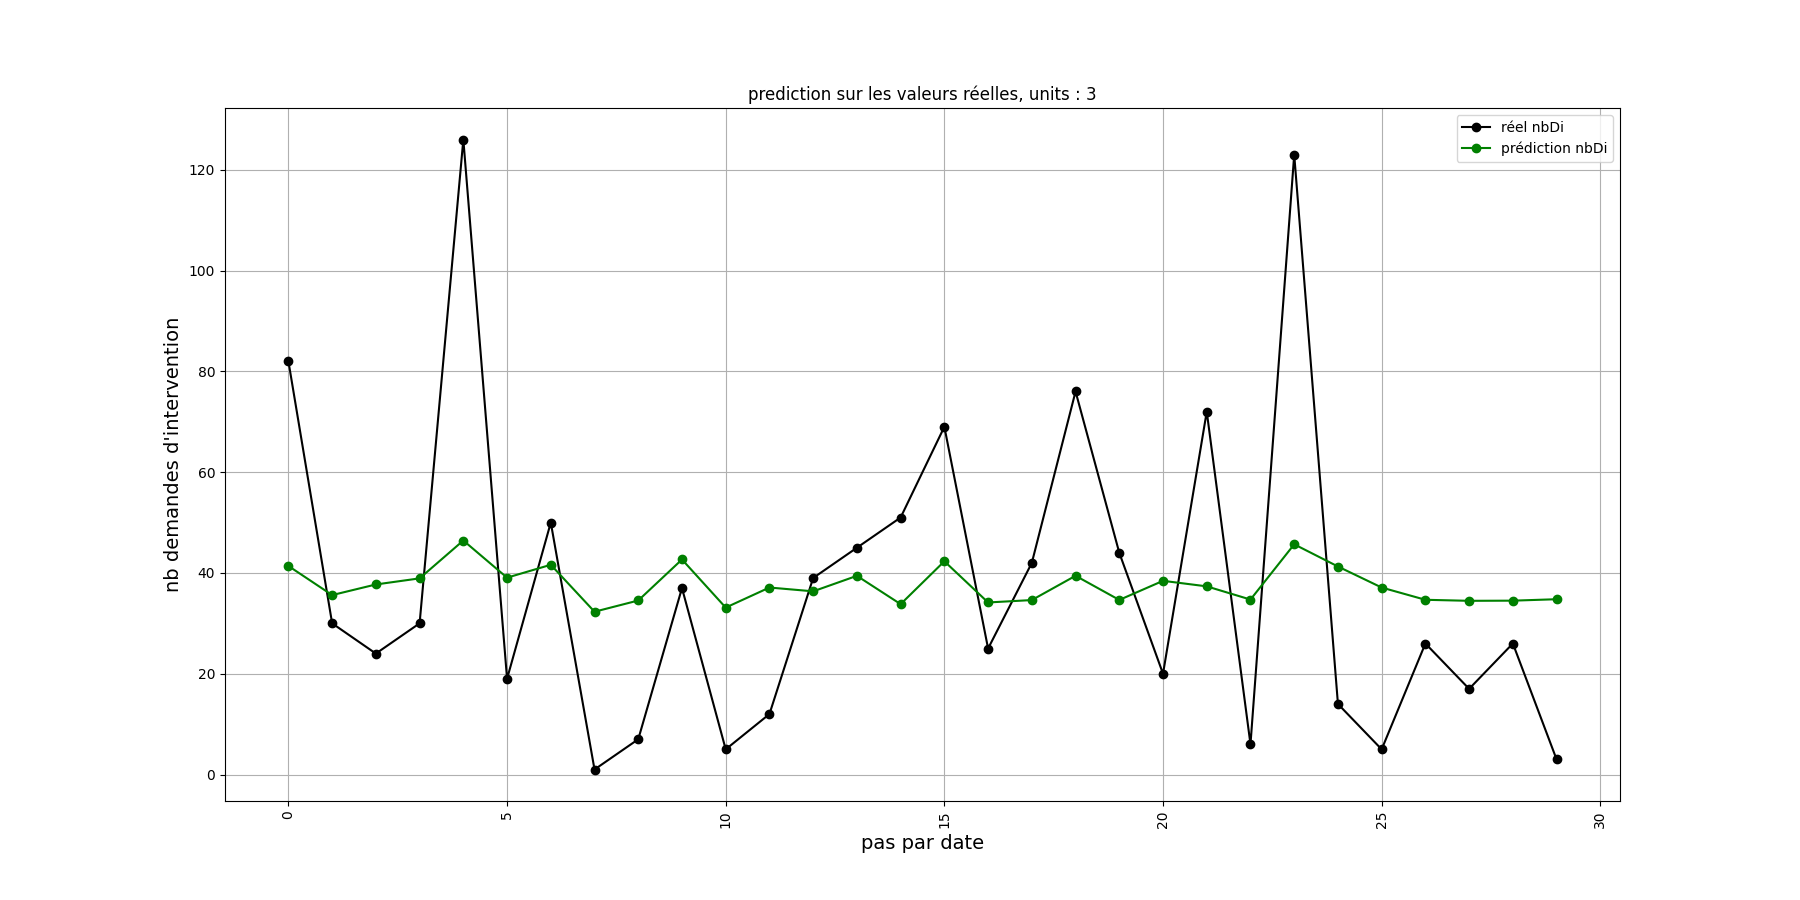 prediction sur les valeurs réelles, units : 3
réel nbDi
prédiction nbDi
nb demandes d'intervention
120
100
80
60
40
20
0
0
5
10
15
20
25
30
pas par date